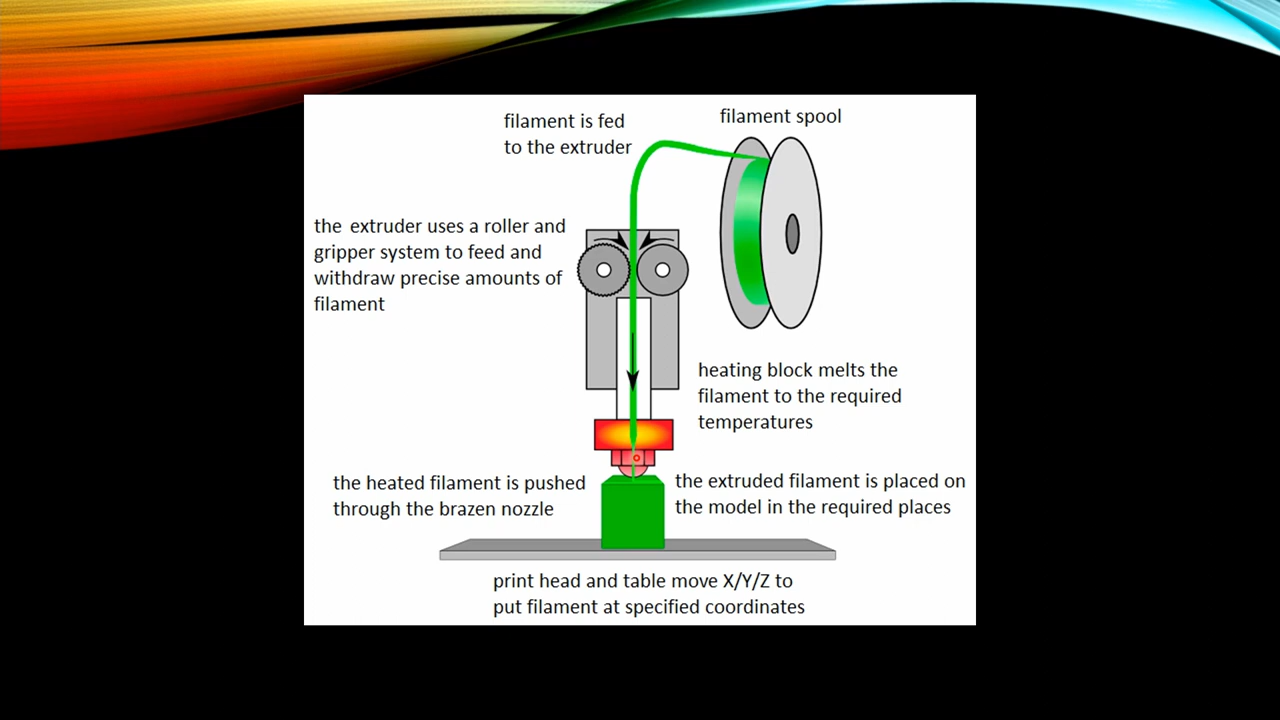 filament is fed
to the extruder
filament spool
the extruder uses a roller and
gripper system to feed and
withdraw precise amounts of
filament
heating block melts the
filament to the required
temperatures
the heated filament is pushed
through the brazen nozzle
the extruded filament is placed on
the model in the required places
print head and table move X/Y/Z to
put filament at specified coordinates